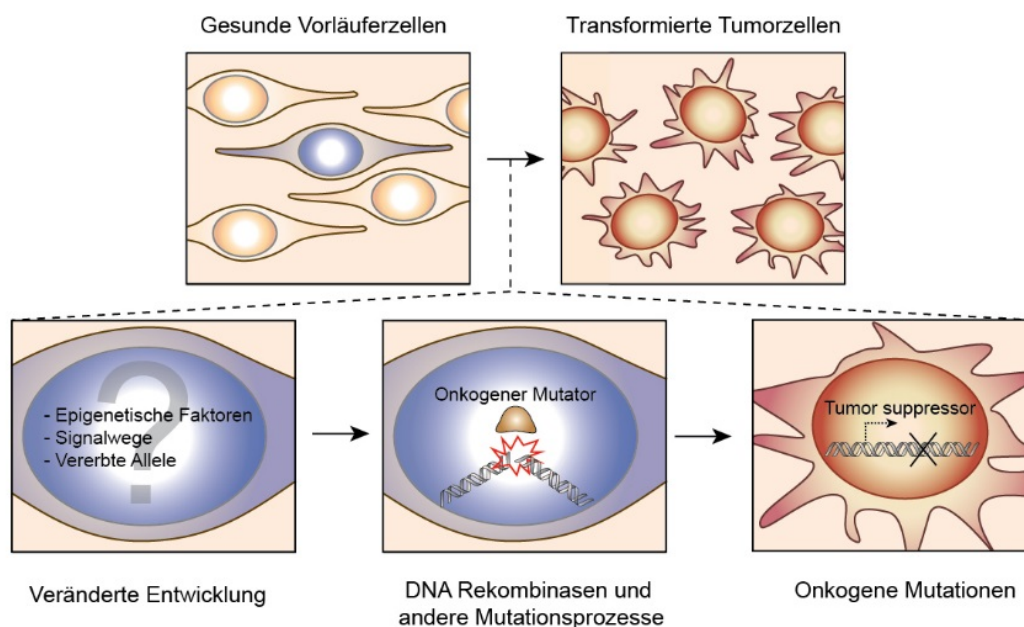 Gesunde Vorläuferzellen
Transformierte Tumorzellen
?
- Epigenetische Faktoren
- Signalwege
- Vererbte Allele
Onkogener Mutator
Tumor suppressor
Veränderte Entwicklung
DNA Rekombinasen und
andere Mutationsprozesse
Onkogene Mutationen